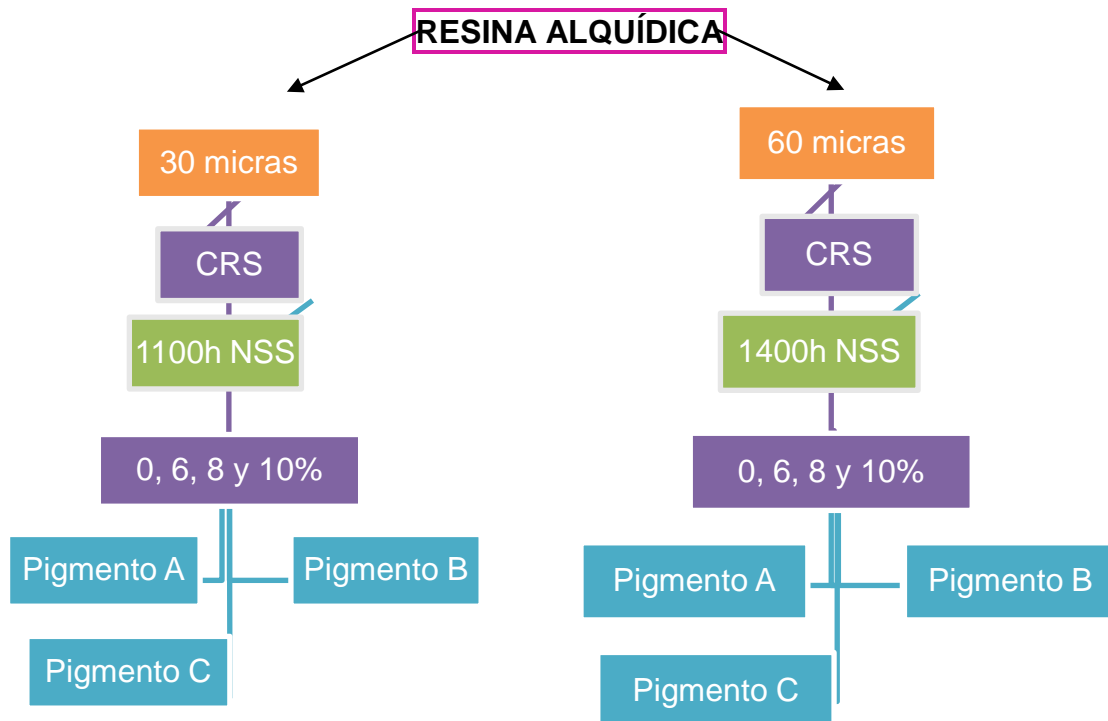 RESINA ALQUÍDICA
30 micras
CRS
1100h NSS
0, 6, 8 y 10%
Pigmento A
Pigmento B
Pigmento C
60 micras
CRS
1400h NSS
0, 6, 8 y 10%
Pigmento A
Pigmento B
Pigmento C